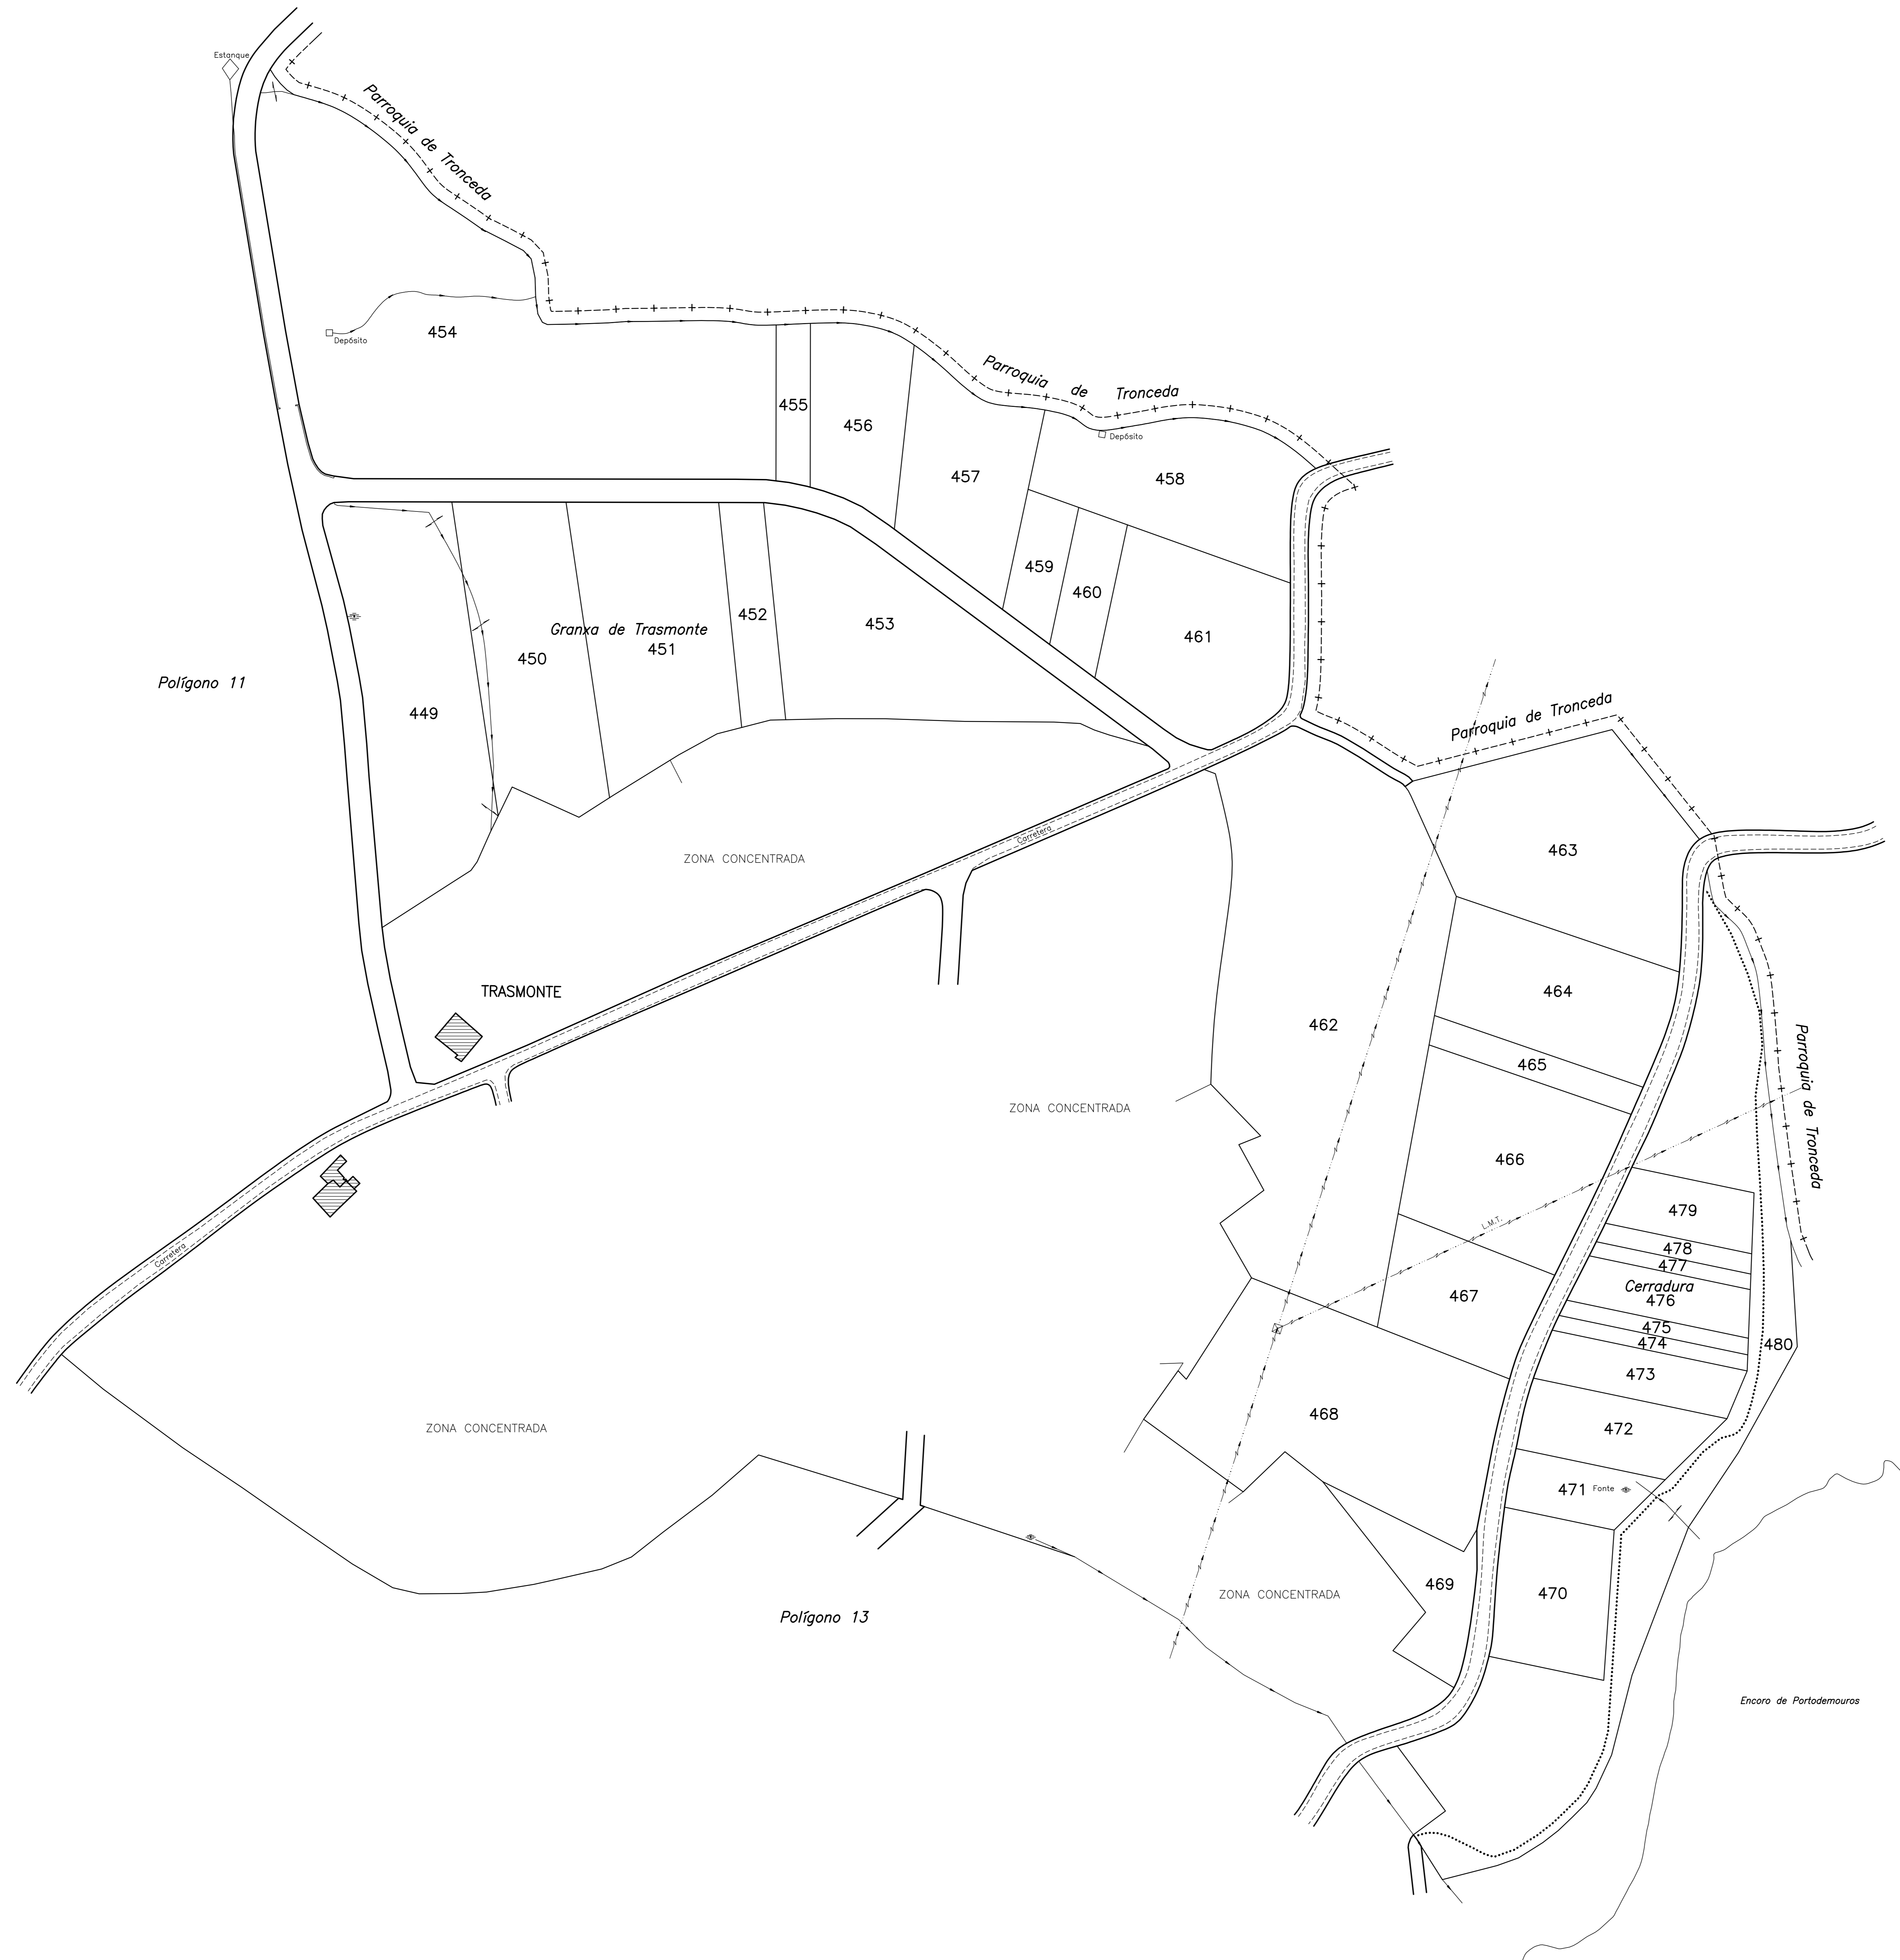 Estanque
Parroquia de Tronceda
454
Depósito
455
456
Parroquia de Tronceda
Depósito
457
458
459
460
461
452
453
Granxa de Trasmonte
451
450
449
Polígono 11
Parroquia de Tronceda
Carretera
ZONA CONCENTRADA
463
TRASMONTE
464
462
465
Parroquia de Tronceda
ZONA CONCENTRADA
466
L.M.T.
479
478
477
Cerradura
476
475
474
480
473
467
Carretera
468
472
471
Fonte
ZONA CONCENTRADA
469
470
ZONA CONCENTRADA
Polígono 13
Encoro de Portodemouros